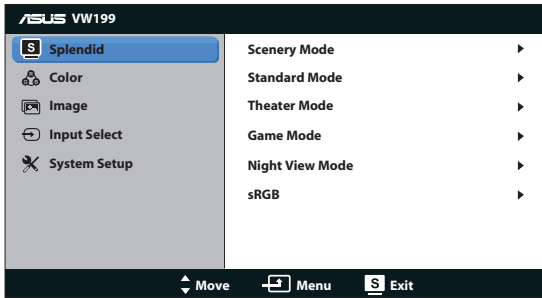 ASUS VW199
S Splendid
Color
Image
Input Select
System Setup
Scenery Mode
Standard Mode
Theater Mode
Game Mode
Night View Mode
sRGB
Move Menu S Exit